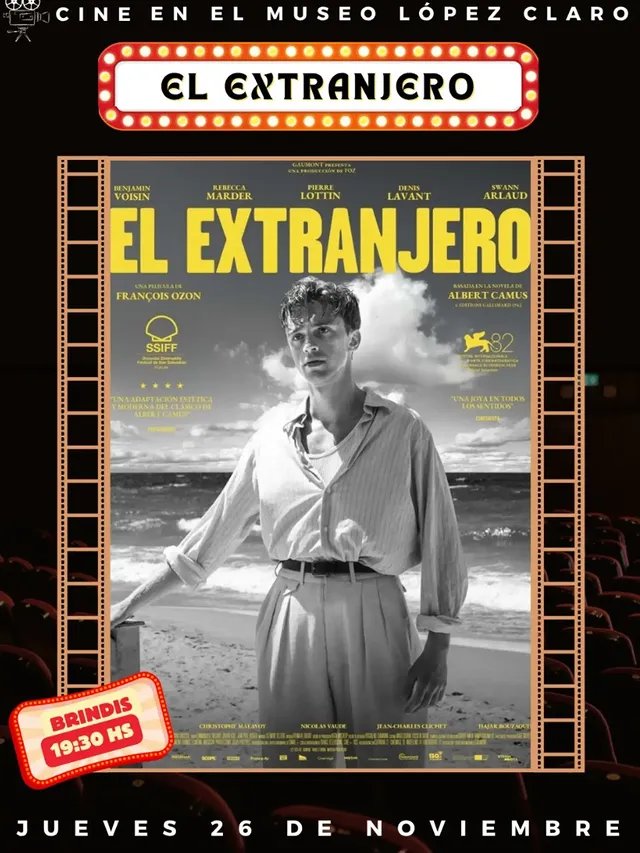 CINE EN EL MUSEO LÓPEZ CLARO
EL EXTRANJERO
GAUMONT PRESENTA
UNA PRODUCCIÓN DE FOZ
BENJAMIN VOISIN
REBECCA MARDER
PIERRE LOTTIN
DENIS LAVANT
SWANN ARLAUD
EL EXTRANJERO
UNA PELÍCULA DE
FRANÇOIS OZON
BASADA EN LA NOVELA DE
ALBERT CAMUS
SSIFF
82
★ ★ ★ ★
"UNA ADAPTACIÓN ESTÉTICA
Y MODERNA DEL CLÁSICO DE
ALBERT CAMUS"
"UNA JOYA EN TODOS
LOS SENTIDOS"
BRINDIS
19:30 HS
CHRISTOPHE MALAVOY
NICOLAS VAUDE
JEAN-CHARLES CLICHET
HAJAR BOUZAOUIT
JUEVES 26 DE NOVIEMBRE